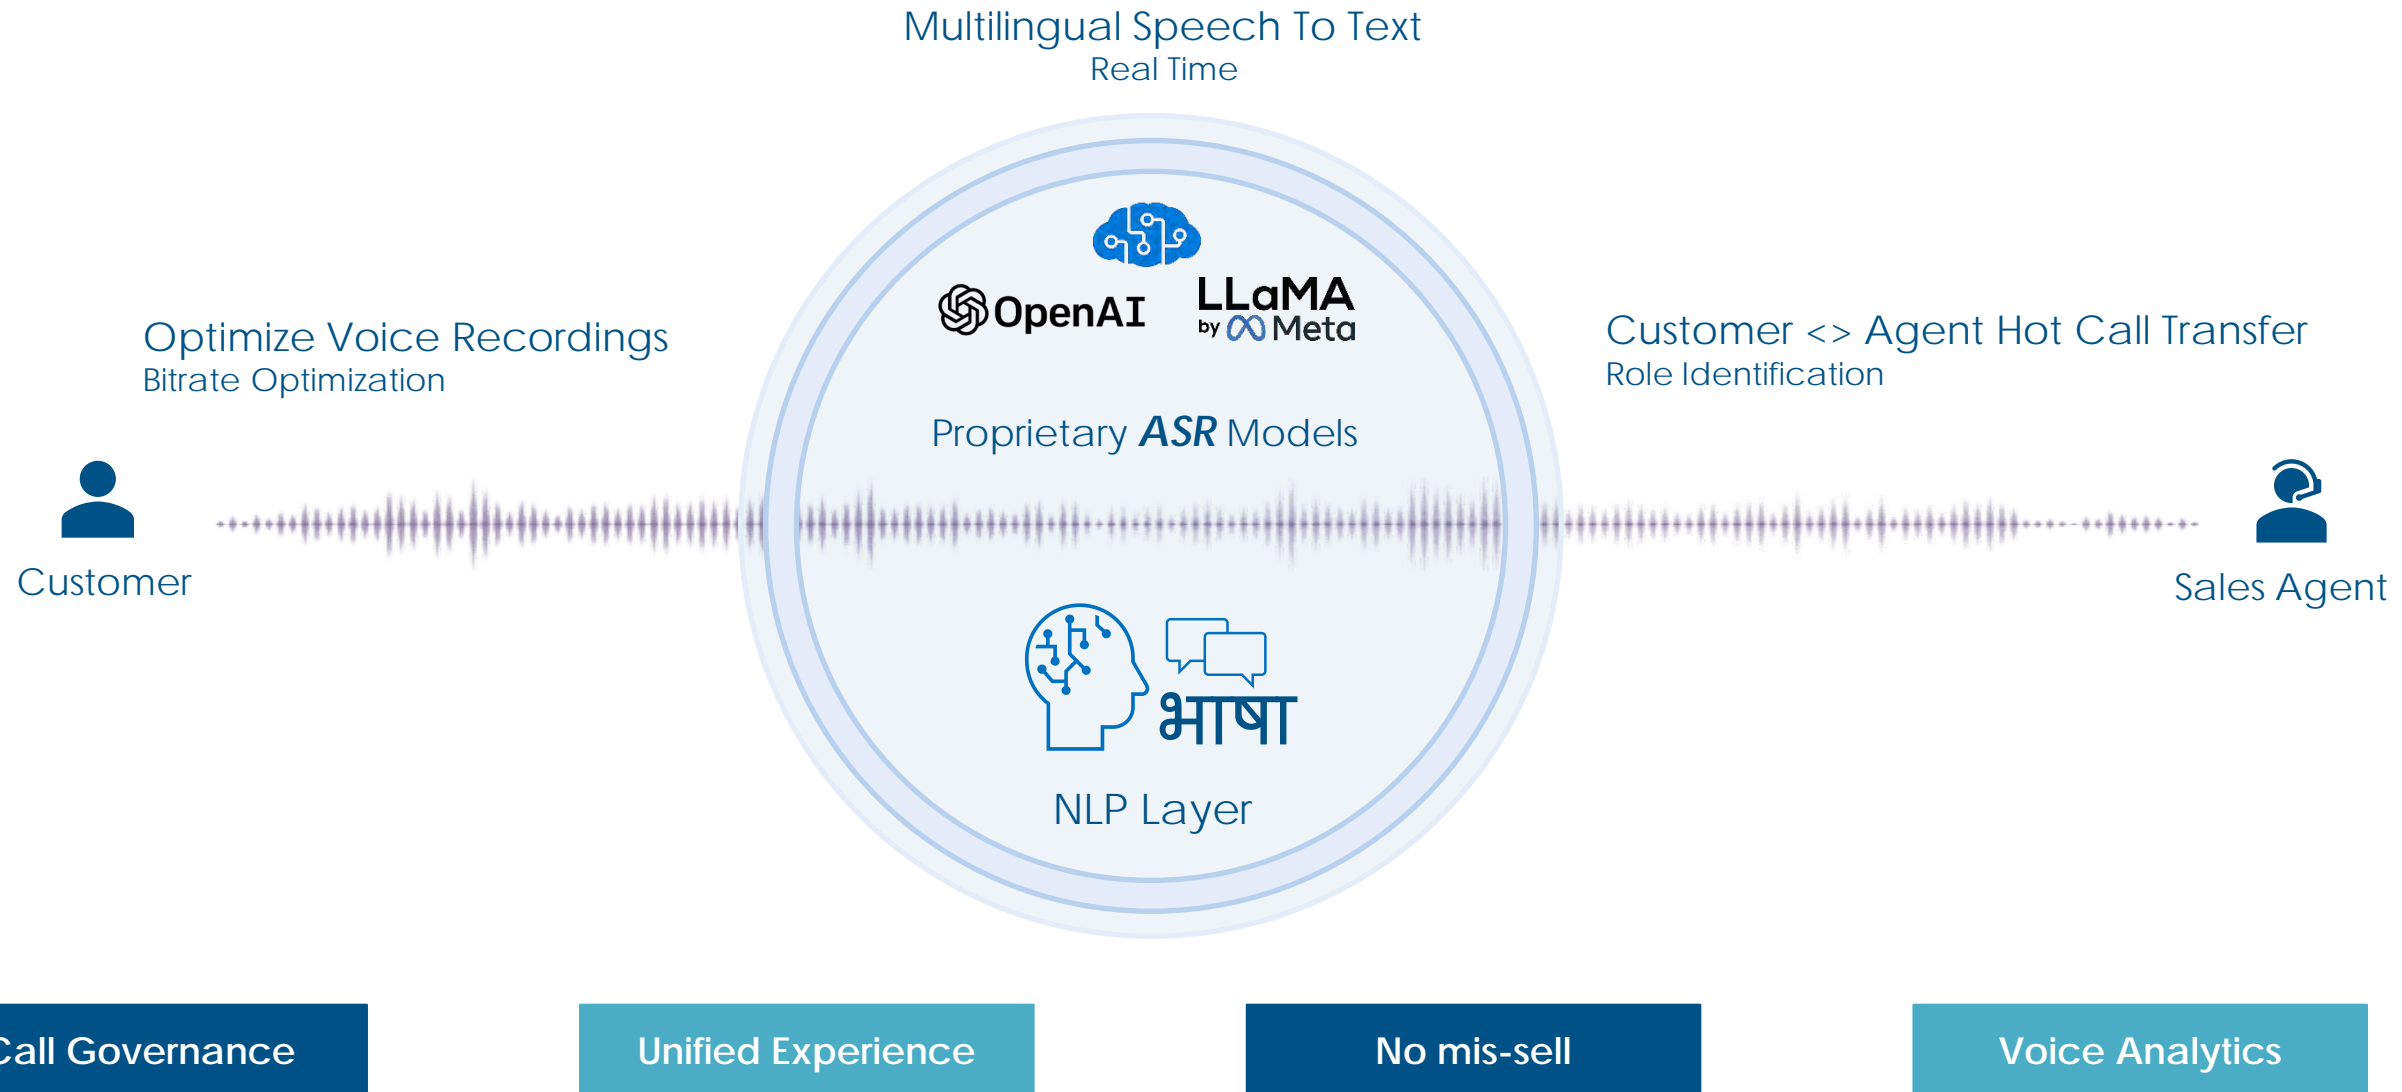 Multilingual Speech To Text
Real Time
OpenAI
LLaMA
by Meta
Optimize Voice Recordings
Bitrate Optimization
Customer <> Agent Hot Call Transfer
Role Identification
Proprietary ASR Models
Customer
Sales Agent
भाषा
NLP Layer
Call Governance
Unified Experience
No mis-sell
Voice Analytics